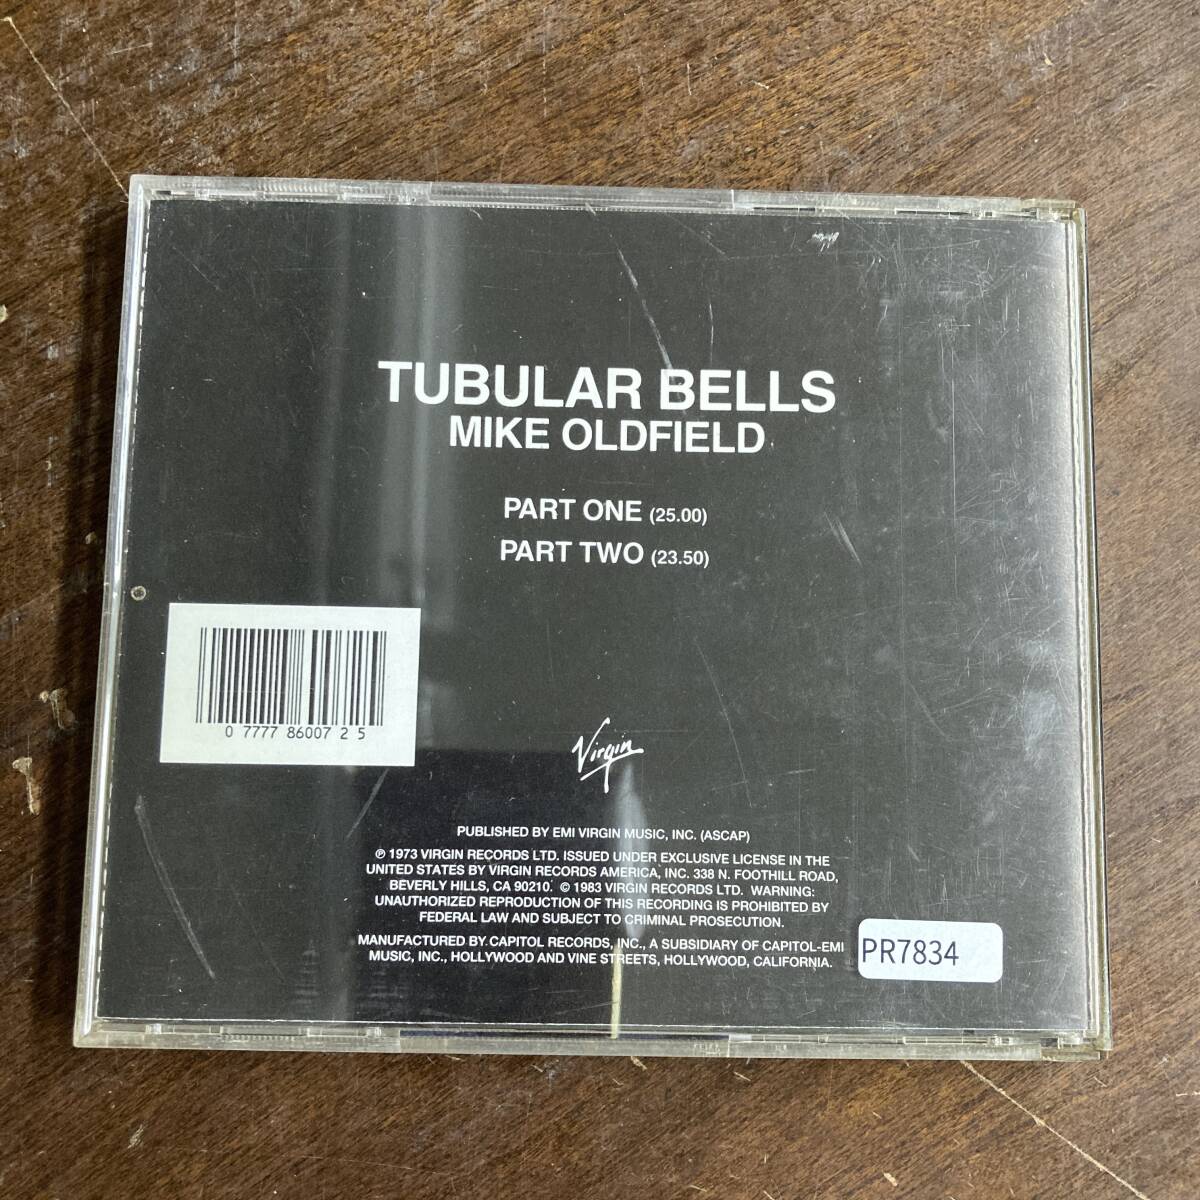 TUBULAR BELLS
MIKE OLDFIELD
PART ONE (25.00)
PART TWO (23.50)
0 7777 86007 2 5
Virgin
PUBLISHED BY EMI VIRGIN MUSIC, INC. (ASCAP)
℗ 1973 VIRGIN RECORDS LTD. ISSUED UNDER EXCLUSIVE LICENSE IN THE
UNITED STATES BY VIRGIN RECORDS AMERICA, INC. 338 N. FOOTHILL ROAD,
BEVERLY HILLS, CA 90210. © 1983 VIRGIN RECORDS LTD. WARNING:
UNAUTHORIZED REPRODUCTION OF THIS RECORDING IS PROHIBITED BY
FEDERAL LAW AND SUBJECT TO CRIMINAL PROSECUTION.
MANUFACTURED BY CAPITOL RECORDS, INC., A SUBSIDIARY OF CAPITOL-EMI
MUSIC, INC., HOLLYWOOD AND VINE STREETS, HOLLYWOOD, CALIFORNIA.
PR7834